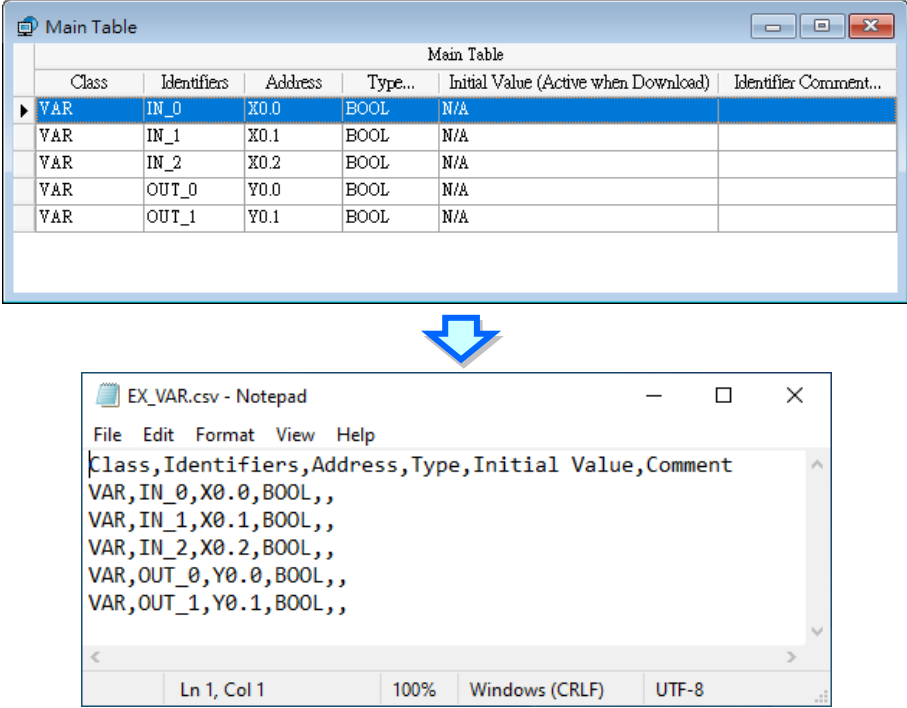 Main Table
Main Table
Class Identifiers Address Type... Initial Value (Active when Download) Identifier Comment...
VAR IN_0 X0.0 BOOL N/A
VAR IN_1 X0.1 BOOL N/A
VAR IN_2 X0.2 BOOL N/A
VAR OUT_0 Y0.0 BOOL N/A
VAR OUT_1 Y0.1 BOOL N/A
EX_VAR.csv - Notepad
File Edit Format View Help
Class,Identifiers,Address,Type,Initial Value,Comment
VAR,IN_0,X0.0,BOOL,,
VAR,IN_1,X0.1,BOOL,,
VAR,IN_2,X0.2,BOOL,,
VAR,OUT_0,Y0.0,BOOL,,
VAR,OUT_1,Y0.1,BOOL,,
Ln 1, Col 1 100% Windows (CRLF) UTF-8